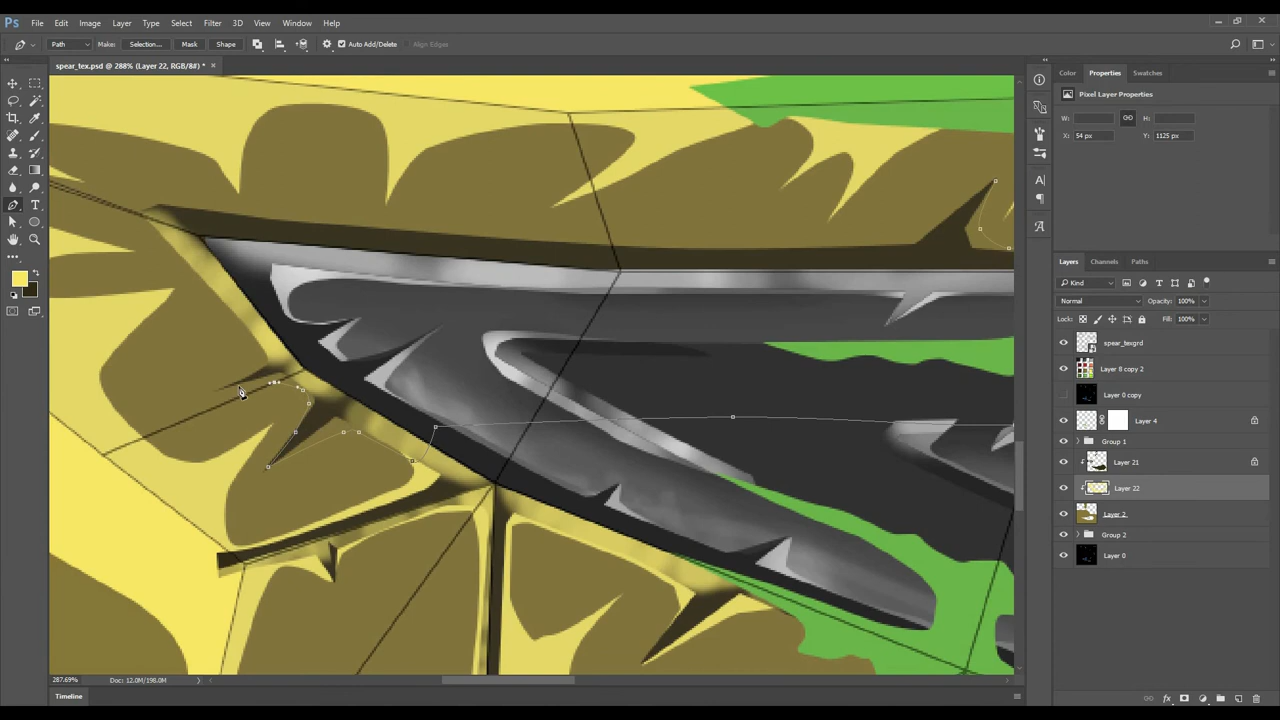 Ps File Edit Image Layer Type Select Filter 3D View Window Help
Path Make: Selection... Mask Shape Auto Add/Delete Align Edges
spear_tex.psd @ 288% (Layer 22, RGB/8#) * ×
Color Properties Swatches
Pixel Layer Properties
W: H:
X: 54 px Y: 1125 px
Layers Channels Paths
Kind
Normal Opacity: 100%
Lock: Fill: 100%
spear_texgrd
Layer 8 copy 2
Layer 0 copy
Layer 4
Group 1
Layer 21
Layer 22
Layer 2
Group 2
Layer 0
287.69% Doc: 12.0M/198.0M
Timeline